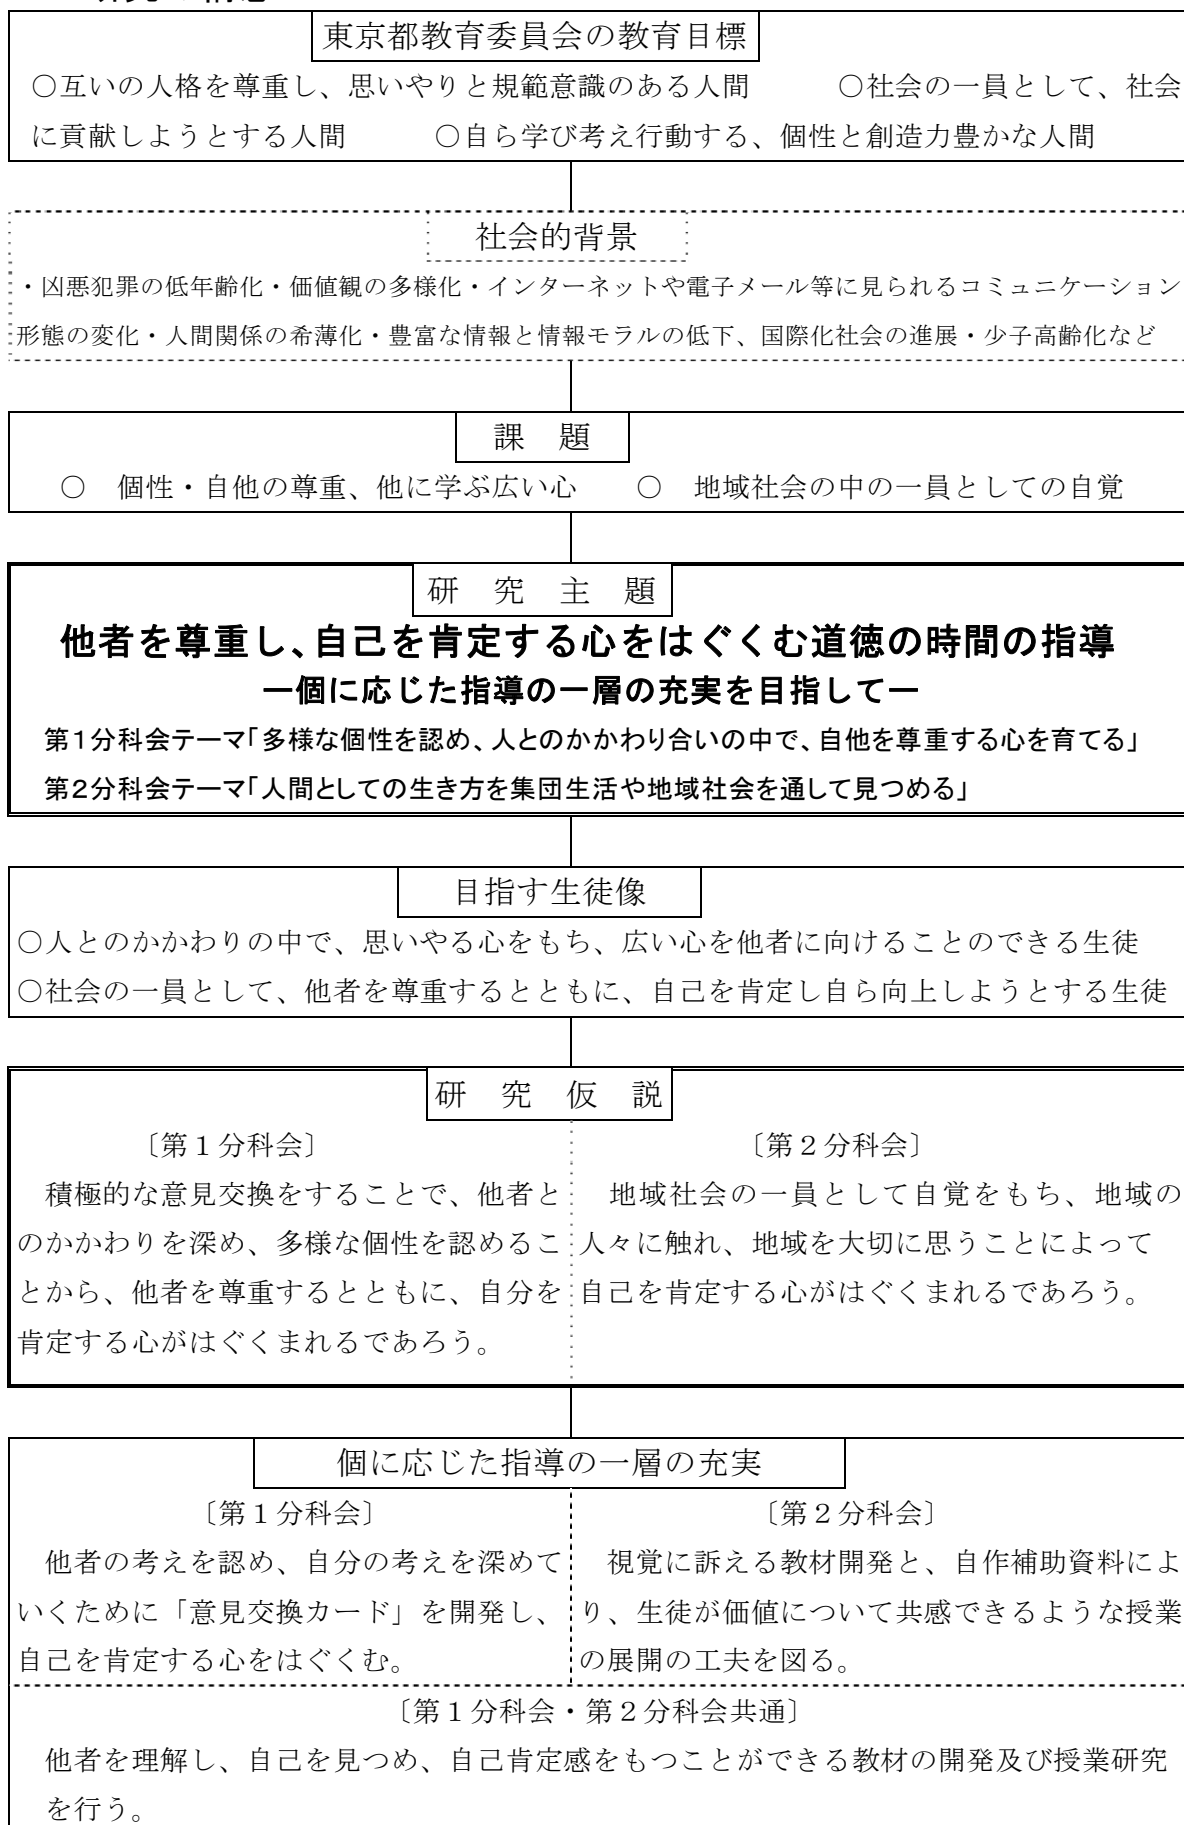 東京都教育委員会の教育目標
○互いの人格を尊重し、思いやりと規範意識のある人間　　○社会の一員として、社会
に貢献しようとする人間　　○自ら学び考え行動する、個性と創造力豊かな人間
社会的背景
・凶悪犯罪の低年齢化・価値観の多様化・インターネットや電子メール等に見られるコミュニケーション
形態の変化・人間関係の希薄化・豊富な情報と情報モラルの低下、国際化社会の進展・少子高齢化など
課　題
○　個性・自他の尊重、他に学ぶ広い心　　○　地域社会の中の一員としての自覚
研　究　主　題
他者を尊重し、自己を肯定する心をはぐくむ道徳の時間の指導
ー個に応じた指導の一層の充実を目指してー
第1分科会テーマ「多様な個性を認め、人とのかかわり合いの中で、自他を尊重する心を育てる」
第2分科会テーマ「人間としての生き方を集団生活や地域社会を通して見つめる」
目指す生徒像
○人とのかかわりの中で、思いやる心をもち、広い心を他者に向けることのできる生徒
○社会の一員として、他者を尊重するとともに、自己を肯定し自ら向上しようとする生徒
研　究　仮　説
〔第１分科会〕
積極的な意見交換をすることで、他者と
のかかわりを深め、多様な個性を認めるこ
とから、他者を尊重するとともに、自分を
肯定する心がはぐくまれるであろう。
〔第２分科会〕
地域社会の一員として自覚をもち、地域の
人々に触れ、地域を大切に思うことによって
自己を肯定する心がはぐくまれるであろう。
個に応じた指導の一層の充実
〔第１分科会〕
他者の考えを認め、自分の考えを深めて
いくために「意見交換カード」を開発し、
自己を肯定する心をはぐくむ。
〔第２分科会〕
視覚に訴える教材開発と、自作補助資料によ
り、生徒が価値について共感できるような授業
の展開の工夫を図る。
〔第１分科会・第２分科会共通〕
他者を理解し、自己を見つめ、自己肯定感をもつことができる教材の開発及び授業研究
を行う。